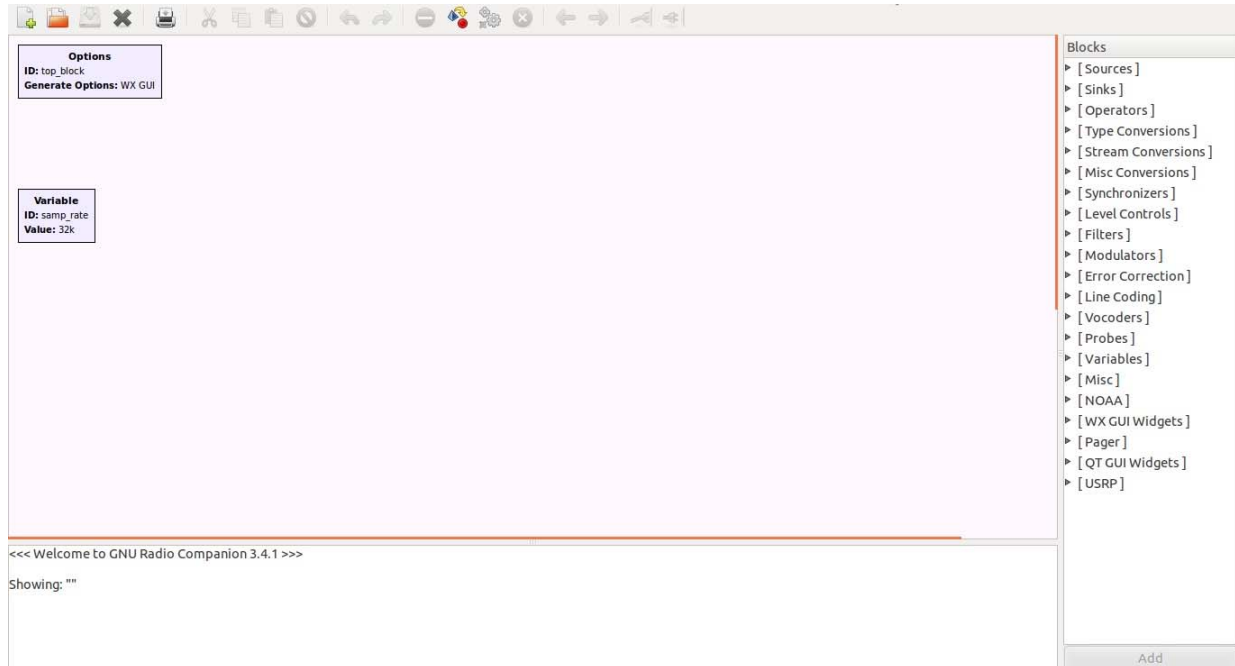 Options
ID: top_block
Generate Options: WX GUI
Variable
ID: samp_rate
Value: 32k
Blocks
[ Sources ]
[ Sinks ]
[ Operators ]
[ Type Conversions ]
[ Stream Conversions ]
[ Misc Conversions ]
[ Synchronizers ]
[ Level Controls ]
[ Filters ]
[ Modulators ]
[ Error Correction ]
[ Line Coding ]
[ Vocoders ]
[ Probes ]
[ Variables ]
[ Misc ]
[ NOAA ]
[ WX GUI Widgets ]
[ Pager ]
[ QT GUI Widgets ]
[ USRP ]
Add
<<< Welcome to GNU Radio Companion 3.4.1 >>>
Showing: ""